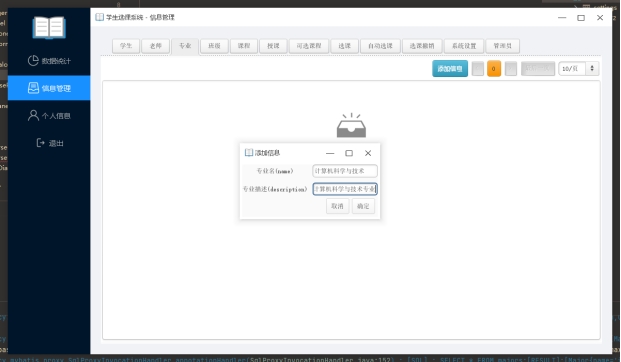 学生选课系统 - 信息管理
学生 老师 专业 班级 课程 授课 可选课程 选课 自动选课 选课撤销 系统设置 管理员
数据统计
信息管理
个人信息
退出
添加信息 0 10/页
添加信息
专业名(name) 计算机科学与技术
专业描述(description) 计算机科学与技术专业
取消 确定